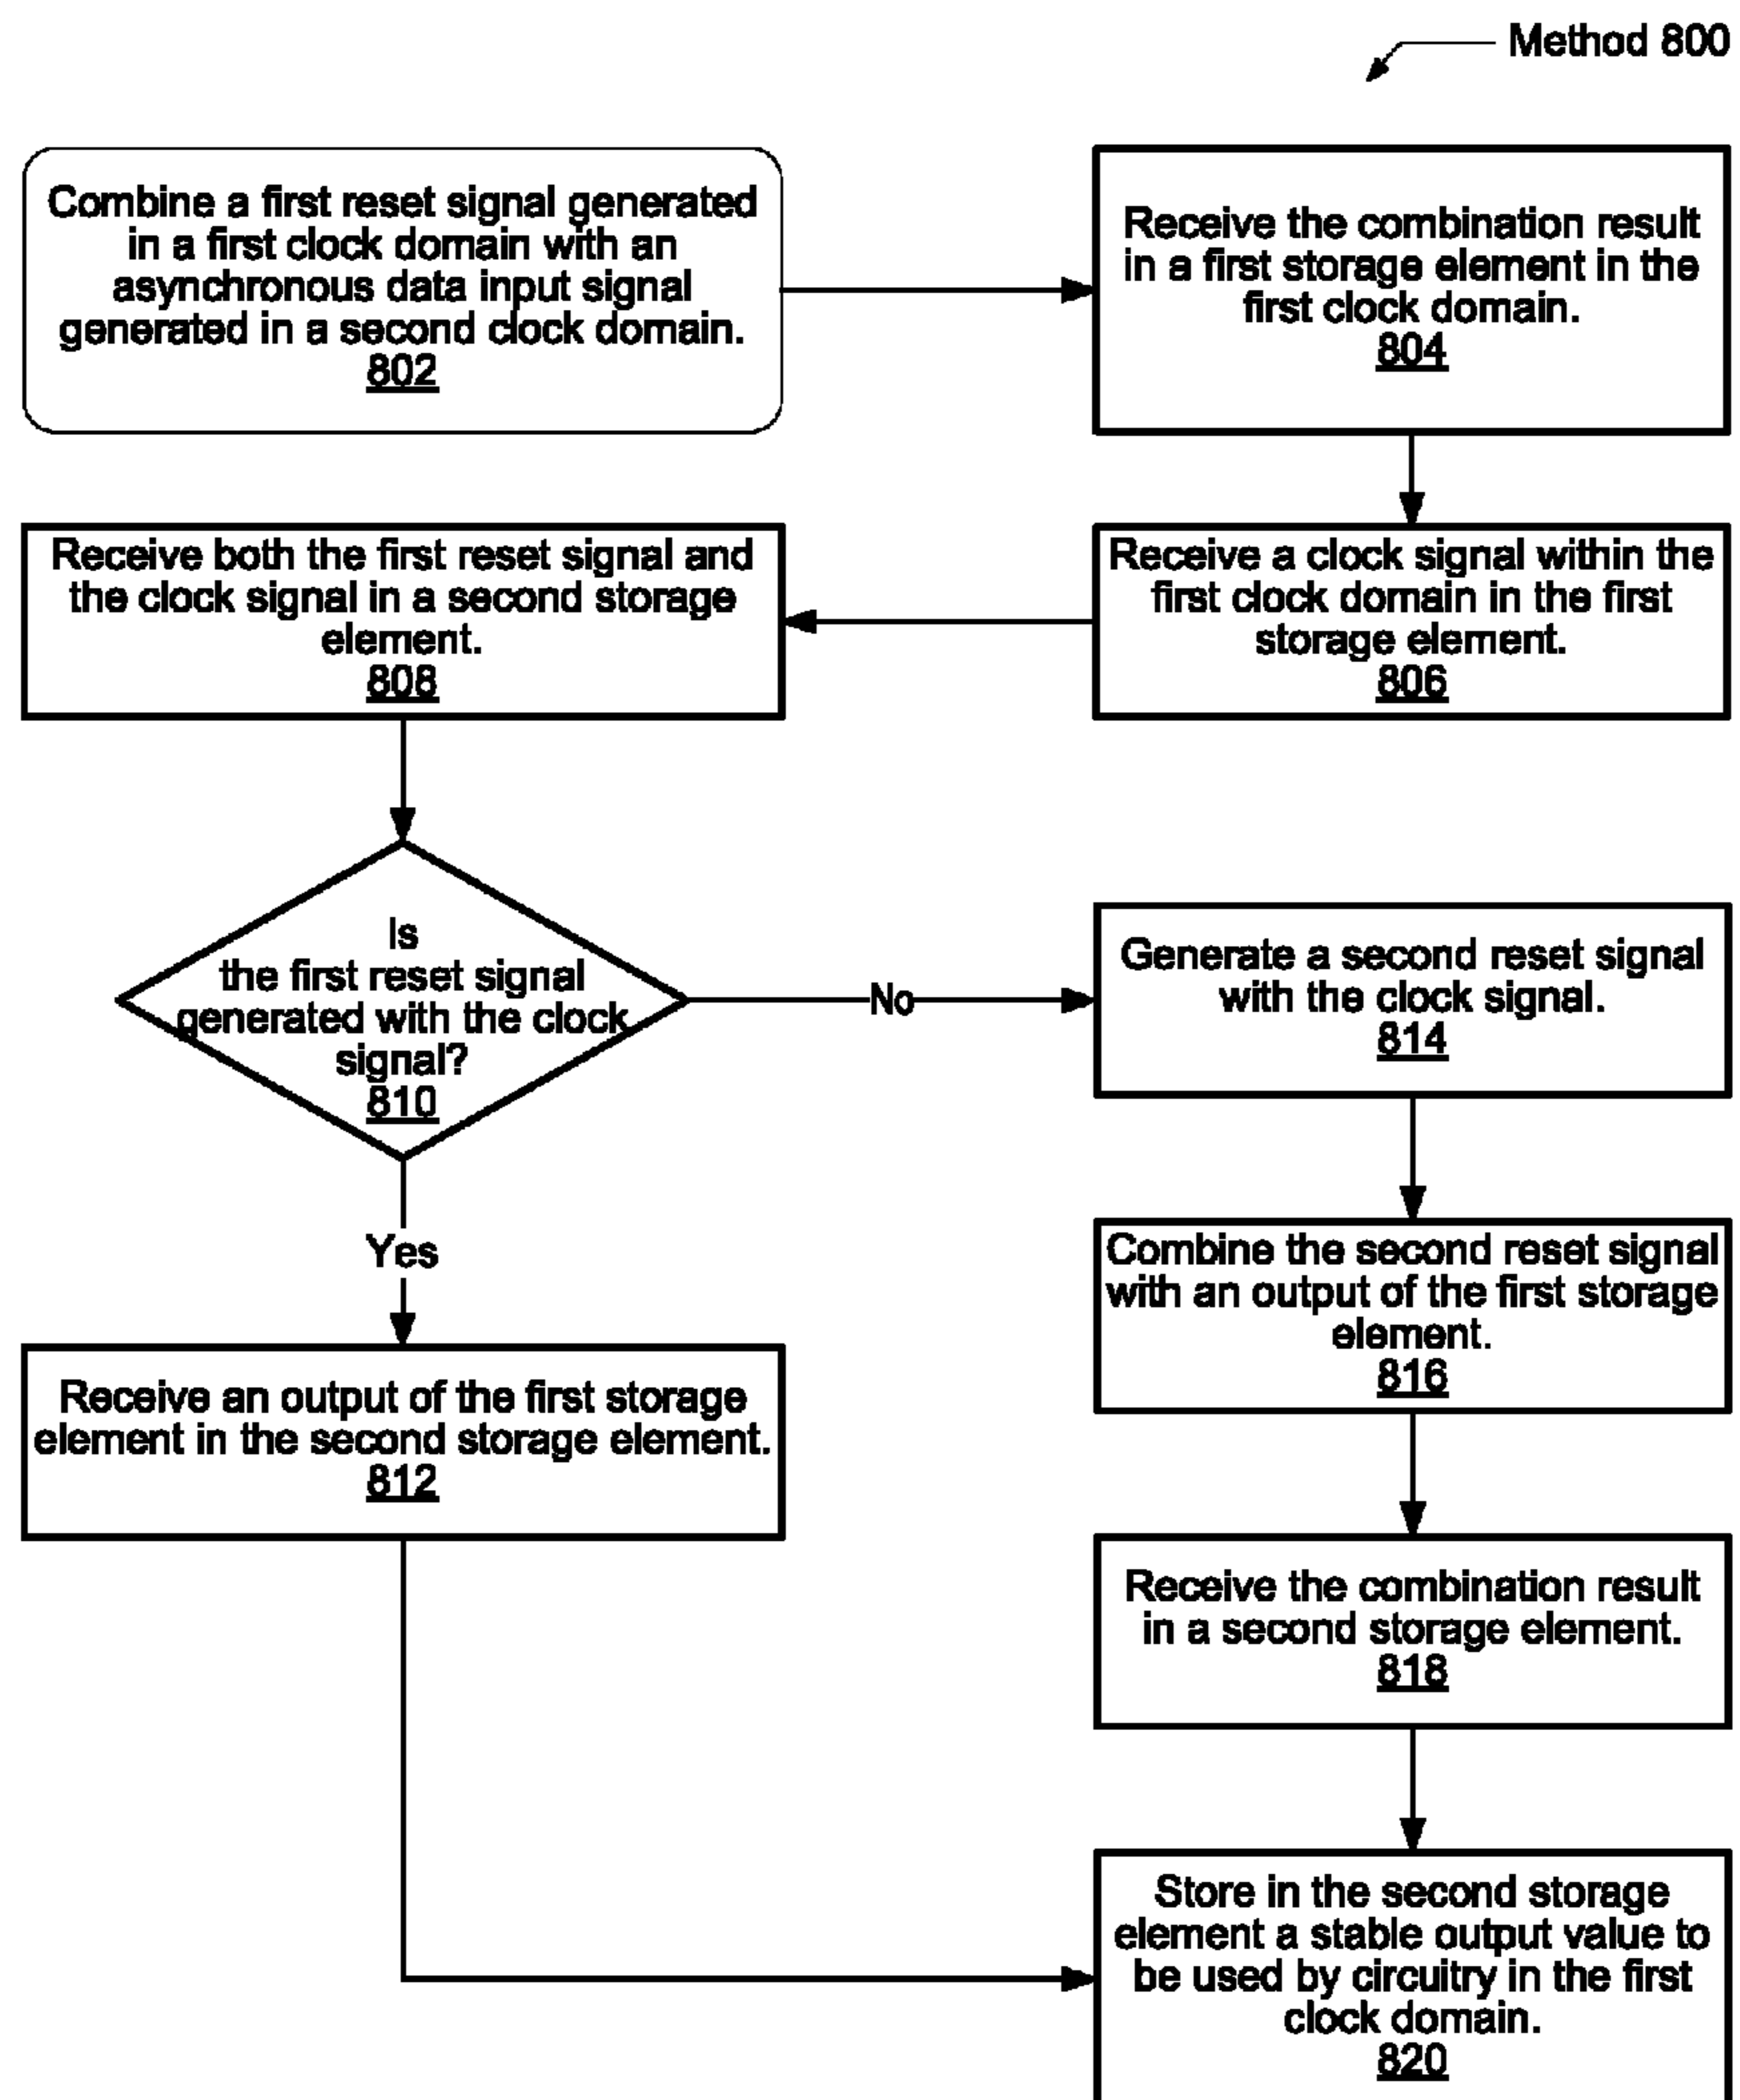 Method 800
Combine a first reset signal generated
in a first clock domain with an
asynchronous data input signal
generated in a second clock domain.
802
Receive the combination result
in a first storage element in the
first clock domain.
804
Receive a clock signal within the
first clock domain in the first
storage element.
806
Receive both the first reset signal and
the clock signal in a second storage
element.
808
Is
the first reset signal
generated with the clock
signal?
810
No
Yes
Receive an output of the first storage
element in the second storage element.
812
Generate a second reset signal
with the clock signal.
814
Combine the second reset signal
with an output of the first storage
element.
816
Receive the combination result
in a second storage element.
818
Store in the second storage
element a stable output value to
be used by circuitry in the first
clock domain.
820